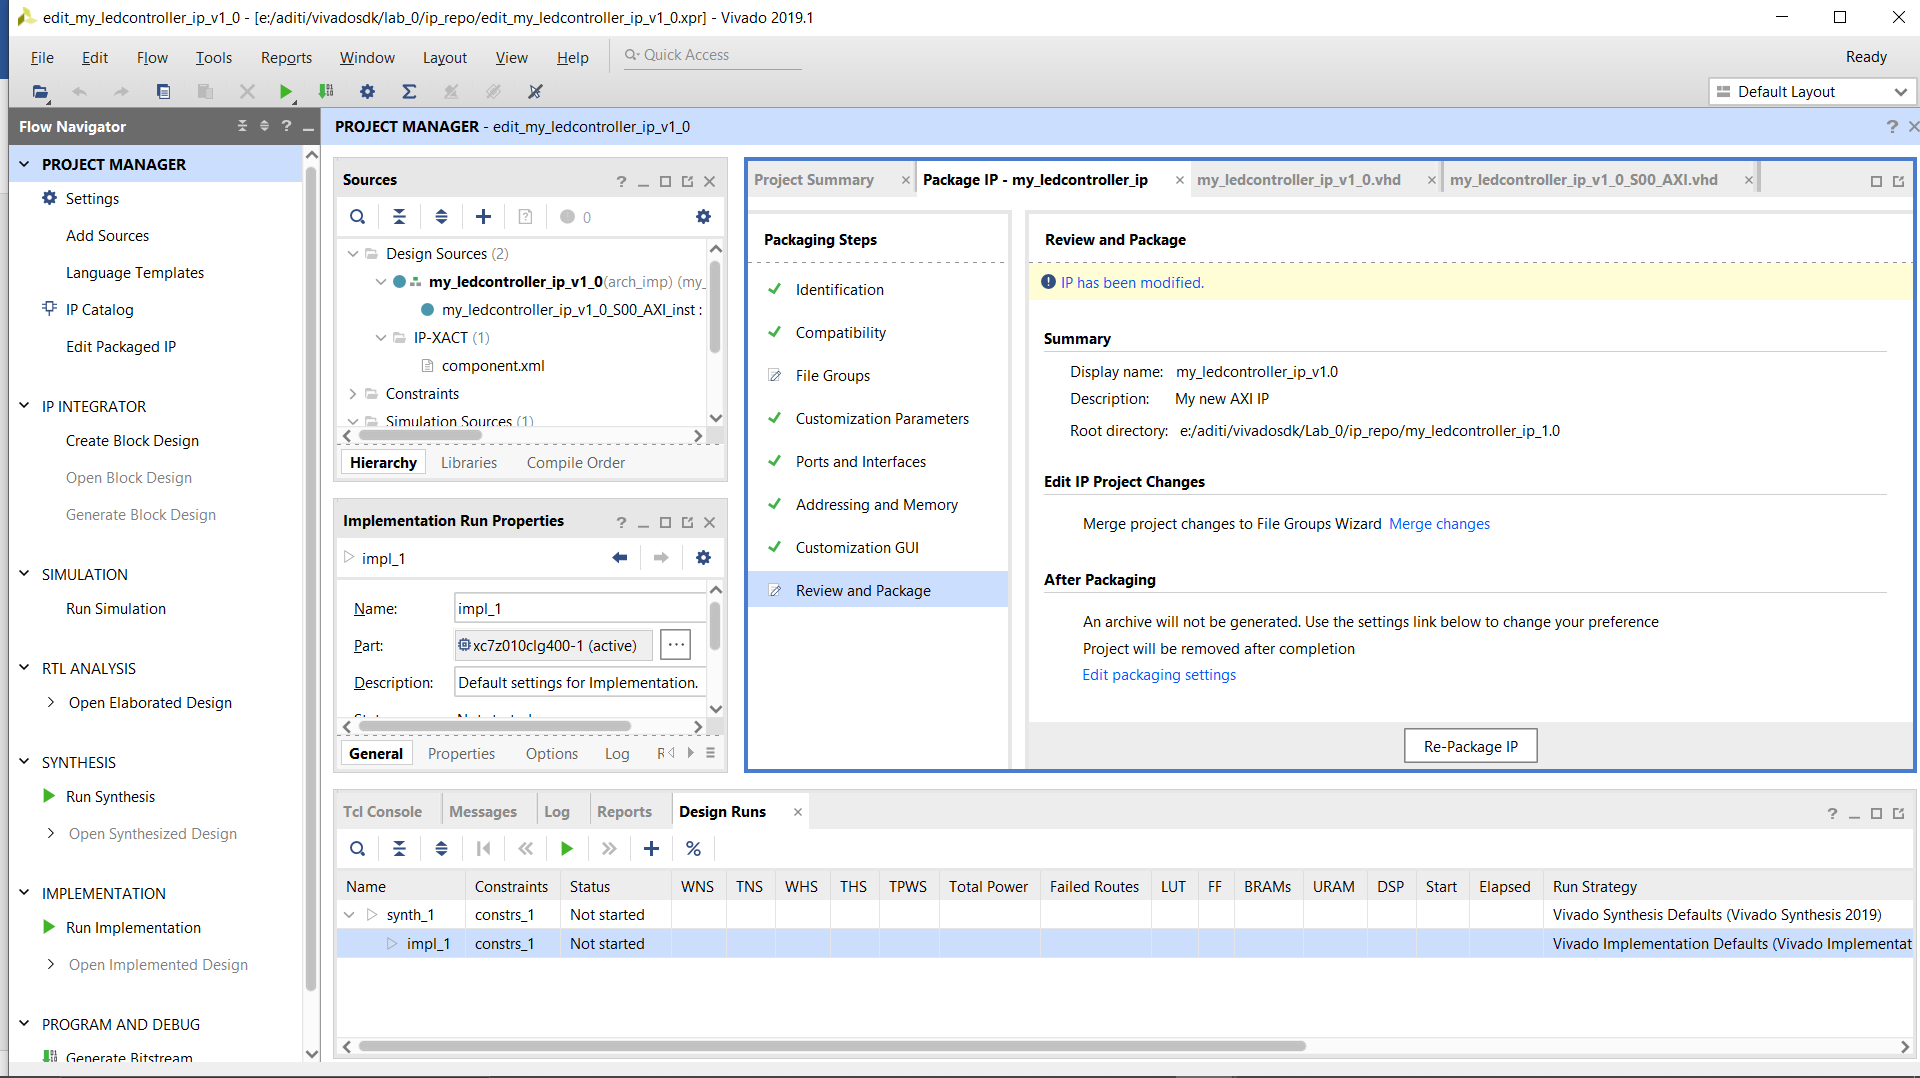 edit_my_ledcontroller_ip_v1_0 - [e:/aditi/vivadosdk/lab_0/ip_repo/edit_my_ledcontroller_ip_v1_0.xpr] - Vivado 2019.1
File Edit Flow Tools Reports Window Layout View Help Quick Access Ready
Default Layout
Flow Navigator
PROJECT MANAGER
Settings
Add Sources
Language Templates
IP Catalog
Edit Packaged IP
IP INTEGRATOR
Create Block Design
Open Block Design
Generate Block Design
SIMULATION
Run Simulation
RTL ANALYSIS
Open Elaborated Design
SYNTHESIS
Run Synthesis
Open Synthesized Design
IMPLEMENTATION
Run Implementation
Open Implemented Design
PROGRAM AND DEBUG
Generate Bitstream
PROJECT MANAGER - edit_my_ledcontroller_ip_v1_0
Sources
0
Design Sources (2)
my_ledcontroller_ip_v1_0(arch_imp) (my_
my_ledcontroller_ip_v1_0_S00_AXI_inst :
IP-XACT (1)
component.xml
Constraints
Simulation Sources (1)
Hierarchy Libraries Compile Order
Implementation Run Properties
impl_1
Name: impl_1
Part: xc7z010clg400-1 (active) ...
Description: Default settings for Implementation.
General Properties Options Log R
Project Summary Package IP - my_ledcontroller_ip my_ledcontroller_ip_v1_0.vhd my_ledcontroller_ip_v1_0_S00_AXI.vhd
Packaging Steps
Identification
Compatibility
File Groups
Customization Parameters
Ports and Interfaces
Addressing and Memory
Customization GUI
Review and Package
Review and Package
IP has been modified.
Summary
Display name: my_ledcontroller_ip_v1.0
Description: My new AXI IP
Root directory: e:/aditi/vivadosdk/Lab_0/ip_repo/my_ledcontroller_ip_1.0
Edit IP Project Changes
Merge project changes to File Groups Wizard Merge changes
After Packaging
An archive will not be generated. Use the settings link below to change your preference
Project will be removed after completion
Edit packaging settings
Re-Package IP
Tcl Console Messages Log Reports Design Runs
Name Constraints Status WNS TNS WHS THS TPWS Total Power Failed Routes LUT FF BRAMs URAM DSP Start Elapsed Run Strategy
synth_1 constrs_1 Not started Vivado Synthesis Defaults (Vivado Synthesis 2019)
impl_1 constrs_1 Not started Vivado Implementation Defaults (Vivado Implementat